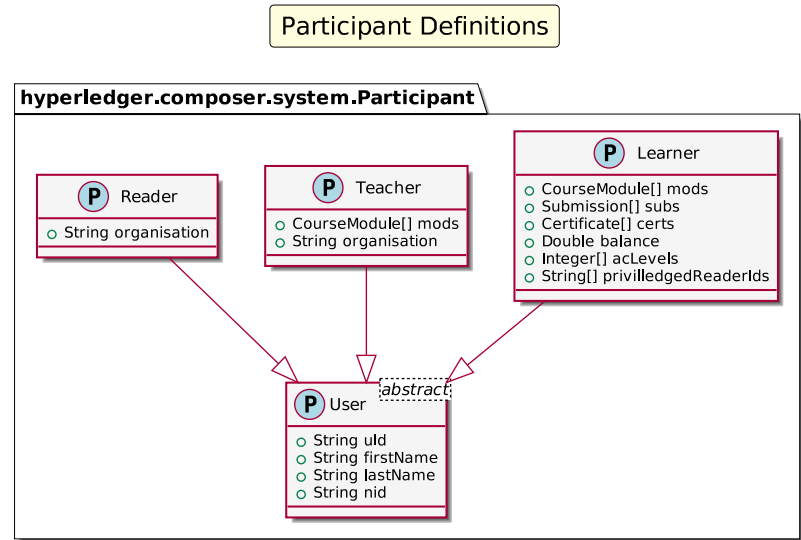 Participant Definitions
hyperledger.composer.system.Participant
P Reader
String organisation
P Teacher
CourseModule[] mods
String organisation
P Learner
CourseModule[] mods
Submission[] subs
Certificate[] certs
Double balance
Integer[] acLevels
String[] privilledgedReaderIds
P User abstract
String uId
String firstName
String lastName
String nid